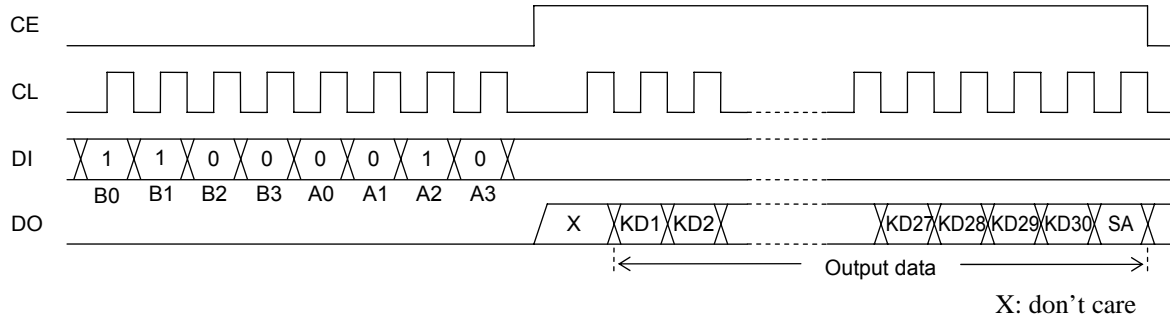 CE
CL
DI 1 1 0 0 0 0 1 0
B0 B1 B2 B3 A0 A1 A2 A3
DO X KD1 KD2 KD27 KD28 KD29 KD30 SA
Output data
X: don't care